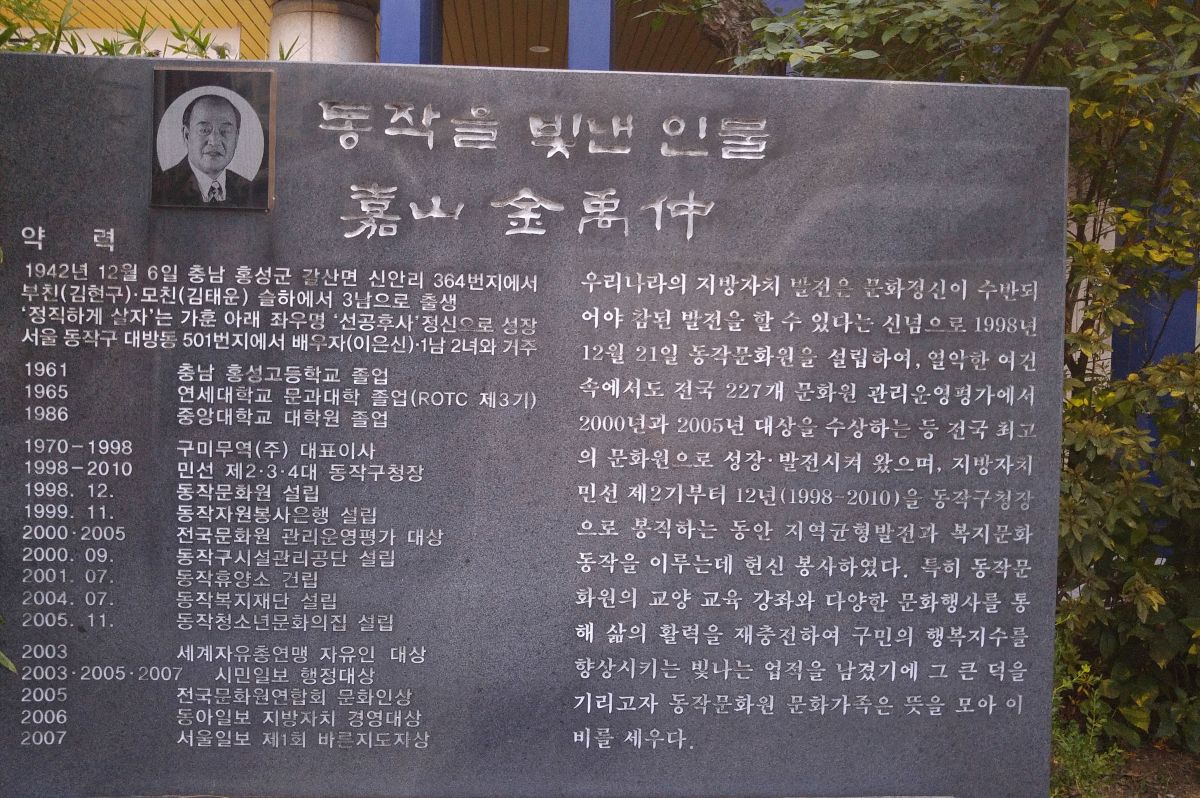 동작을 빛낸 인물
嘉山 金禹仲
약 력
1942년 12월 6일 충남 홍성군 갈산면 신안리 364번지에서
부친(김현구)·모친(김태운) 슬하에서 3남으로 출생
‘정직하게 살자’는 가훈 아래 좌우명 ‘선공후사’정신으로 성장
서울 동작구 대방동 501번지에서 배우자(이은신)·1남 2녀와 거주
1961 충남 홍성고등학교 졸업
1965 연세대학교 문과대학 졸업(ROTC 제3기)
1986 중앙대학교 대학원 졸업
1970-1998 구미무역(주) 대표이사
1998-2010 민선 제2·3·4대 동작구청장
1998. 12. 동작문화원 설립
1999. 11. 동작자원봉사은행 설립
2000·2005 전국문화원 관리운영평가 대상
2000. 09. 동작구시설관리공단 설립
2001. 07. 동작휴양소 건립
2004. 07. 동작복지재단 설립
2005. 11. 동작청소년문화의집 설립
2003 세계자유총연맹 자유인 대상
2003·2005·2007 시민일보 행정대상
2005 전국문화원연합회 문화인상
2006 동아일보 지방자치 경영대상
2007 서울일보 제1회 바른지도자상
우리나라의 지방자치 발전은 문화정신이 수반되
어야 참된 발전을 할 수 있다는 신념으로 1998년
12월 21일 동작문화원을 설립하여, 열악한 여건
속에서도 전국 227개 문화원 관리운영평가에서
2000년과 2005년 대상을 수상하는 등 전국 최고
의 문화원으로 성장·발전시켜 왔으며, 지방자치
민선 제2기부터 12년(1998-2010)을 동작구청장
으로 봉직하는 동안 지역균형발전과 복지문화
동작을 이루는데 헌신 봉사하였다. 특히 동작문
화원의 교양 교육 강좌와 다양한 문화행사를 통
해 삶의 활력을 재충전하여 구민의 행복지수를
향상시키는 빛나는 업적을 남겼기에 그 큰 덕을
기리고자 동작문화원 문화가족은 뜻을 모아 이
비를 세우다.